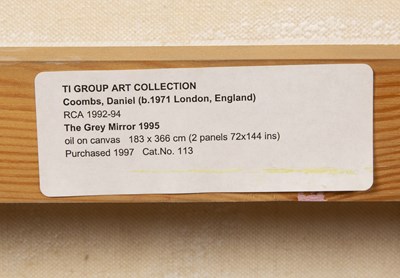 TI GROUP ART COLLECTION
Coombs, Daniel (b.1971 London, England)
RCA 1992-94
The Grey Mirror 1995
oil on canvas 183 x 366 cm (2 panels 72x144 ins)
Purchased 1997 Cat.No. 113